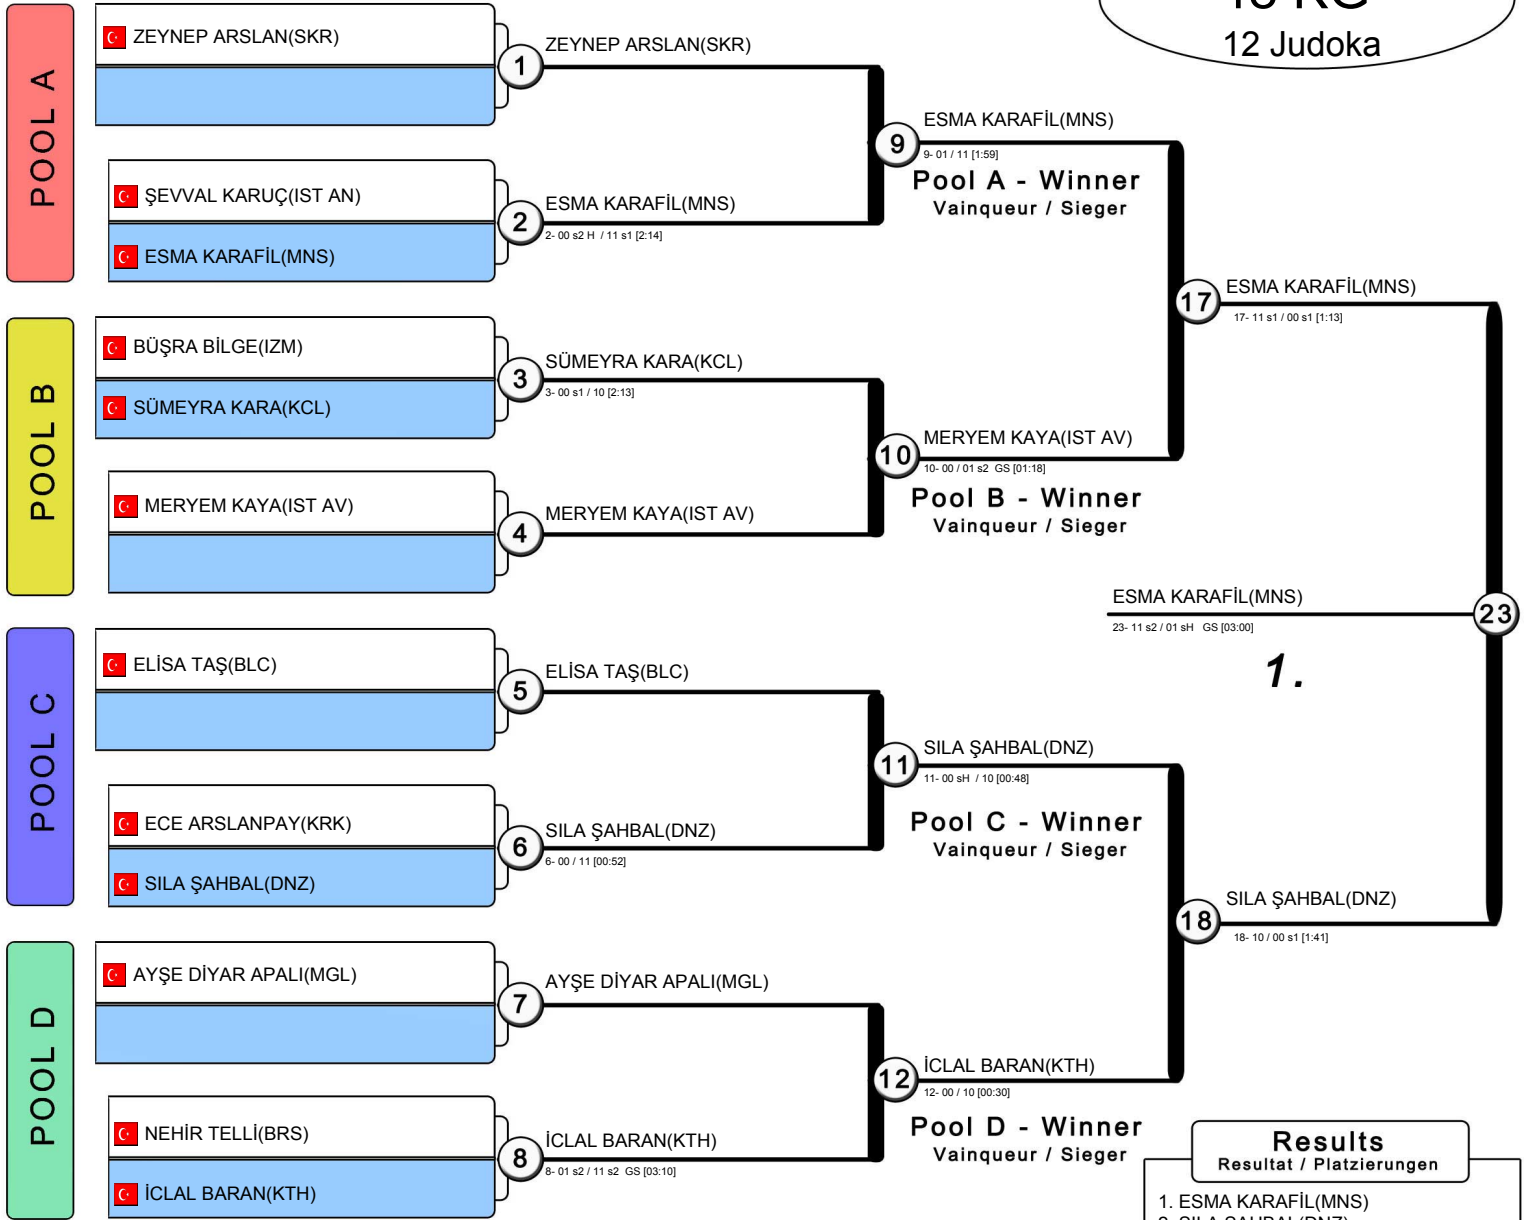 48 KG
12 Judoka
POOL A
ZEYNEP ARSLAN(SKR)
1
ZEYNEP ARSLAN(SKR)
ŞEVVAL KARUÇ(IST AN)
ESMA KARAFİL(MNS)
2
ESMA KARAFİL(MNS)
2- 00 s2 H / 11 s1 [2:14]
9
ESMA KARAFİL(MNS)
9- 01 / 11 [1:59]
Pool A - Winner
Vainqueur / Sieger
POOL B
BÜŞRA BİLGE(IZM)
SÜMEYRA KARA(KCL)
3
SÜMEYRA KARA(KCL)
3- 00 s1 / 10 [2:13]
MERYEM KAYA(IST AV)
4
MERYEM KAYA(IST AV)
10
MERYEM KAYA(IST AV)
10- 00 / 01 s2 GS [01:18]
Pool B - Winner
Vainqueur / Sieger
17
ESMA KARAFİL(MNS)
17- 11 s1 / 00 s1 [1:13]
ESMA KARAFİL(MNS)
23
23- 11 s2 / 01 sH GS [03:00]
1.
POOL C
ELİSA TAŞ(BLC)
5
ELİSA TAŞ(BLC)
ECE ARSLANPAY(KRK)
SILA ŞAHBAL(DNZ)
6
SILA ŞAHBAL(DNZ)
6- 00 / 11 [00:52]
11
SILA ŞAHBAL(DNZ)
11- 00 sH / 10 [00:48]
Pool C - Winner
Vainqueur / Sieger
18
SILA ŞAHBAL(DNZ)
18- 10 / 00 s1 [1:41]
POOL D
AYŞE DİYAR APALI(MGL)
7
AYŞE DİYAR APALI(MGL)
NEHİR TELLİ(BRS)
İCLAL BARAN(KTH)
8
İCLAL BARAN(KTH)
8- 01 s2 / 11 s2 GS [03:10]
12
İCLAL BARAN(KTH)
12- 00 / 10 [00:30]
Pool D - Winner
Vainqueur / Sieger
Results
Resultat / Platzierungen
1. ESMA KARAFİL(MNS)
2. SILA ŞAHBAL(DNZ)